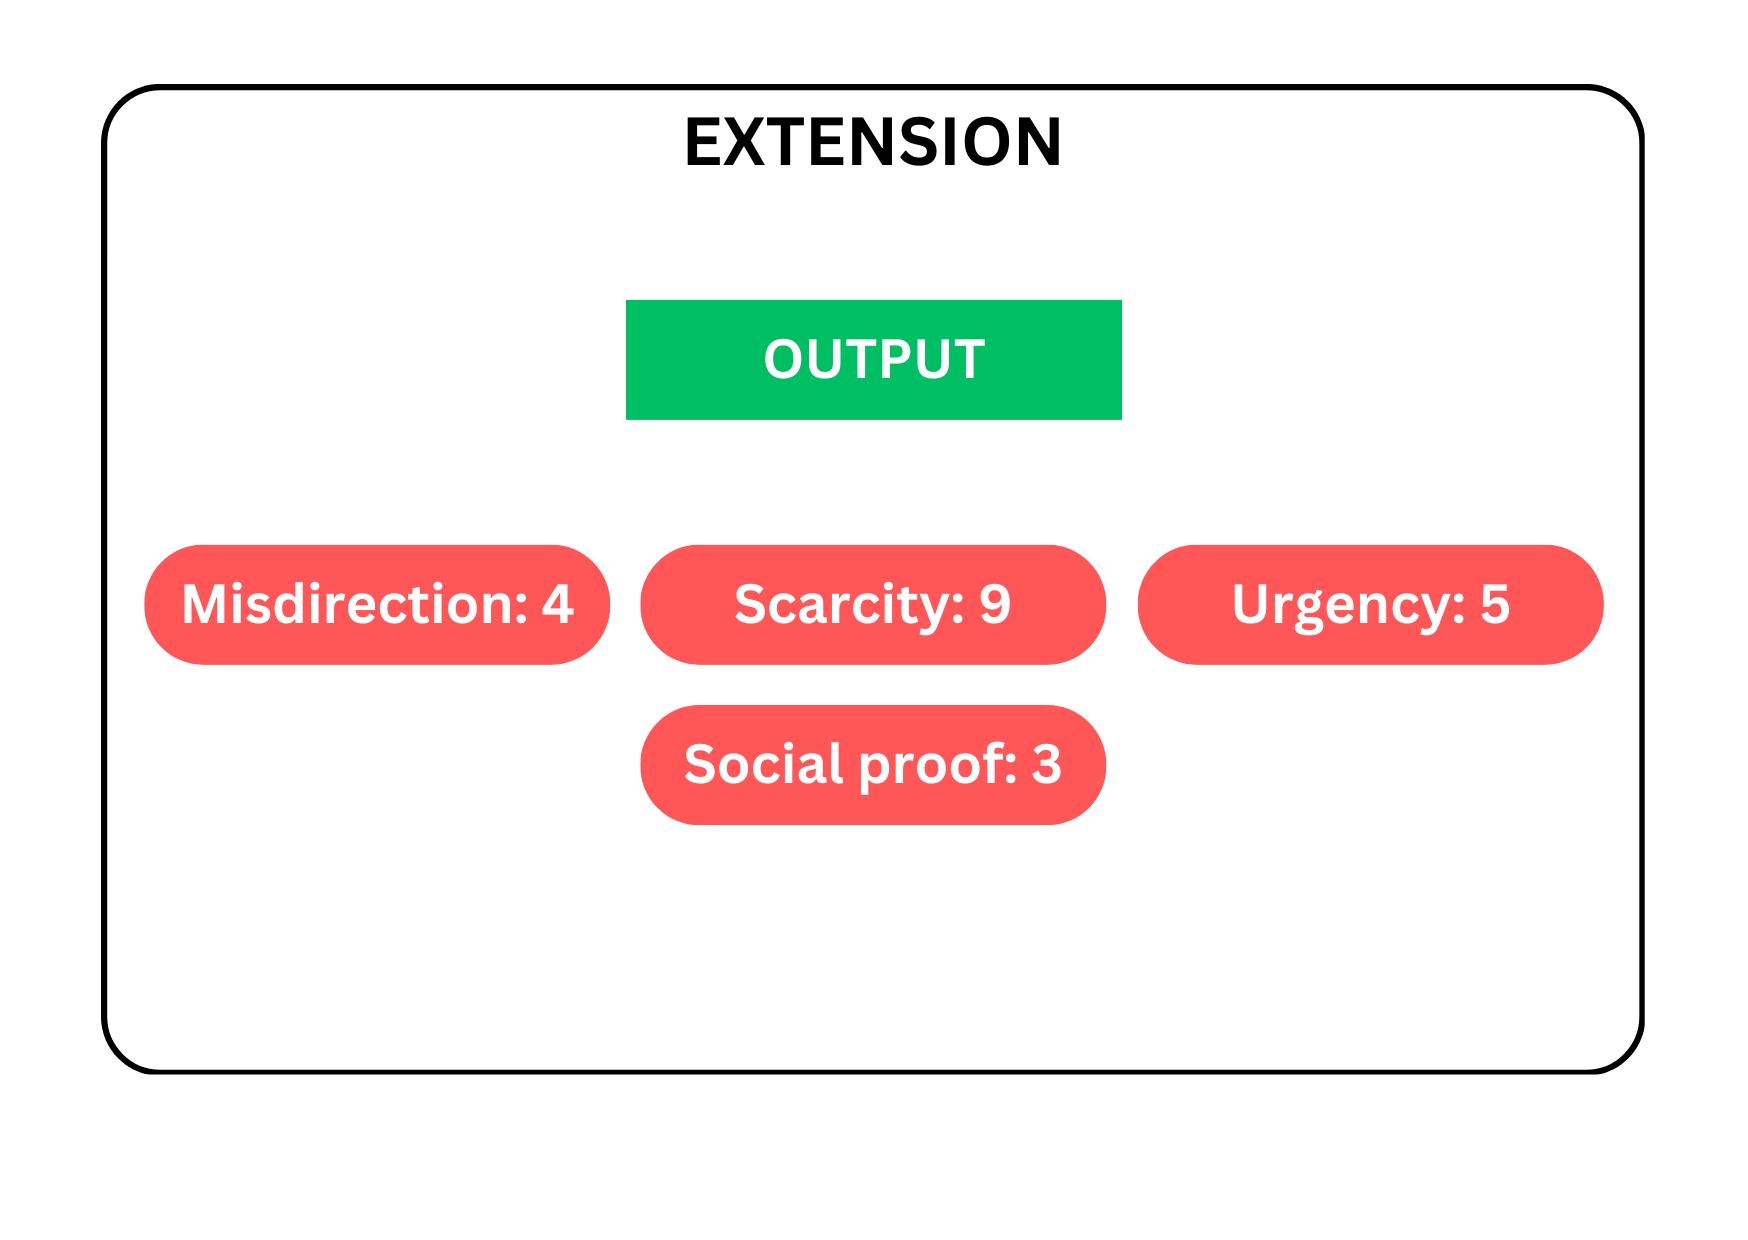 EXTENSION
OUTPUT
Misdirection: 4
Scarcity: 9
Urgency: 5
Social proof: 3